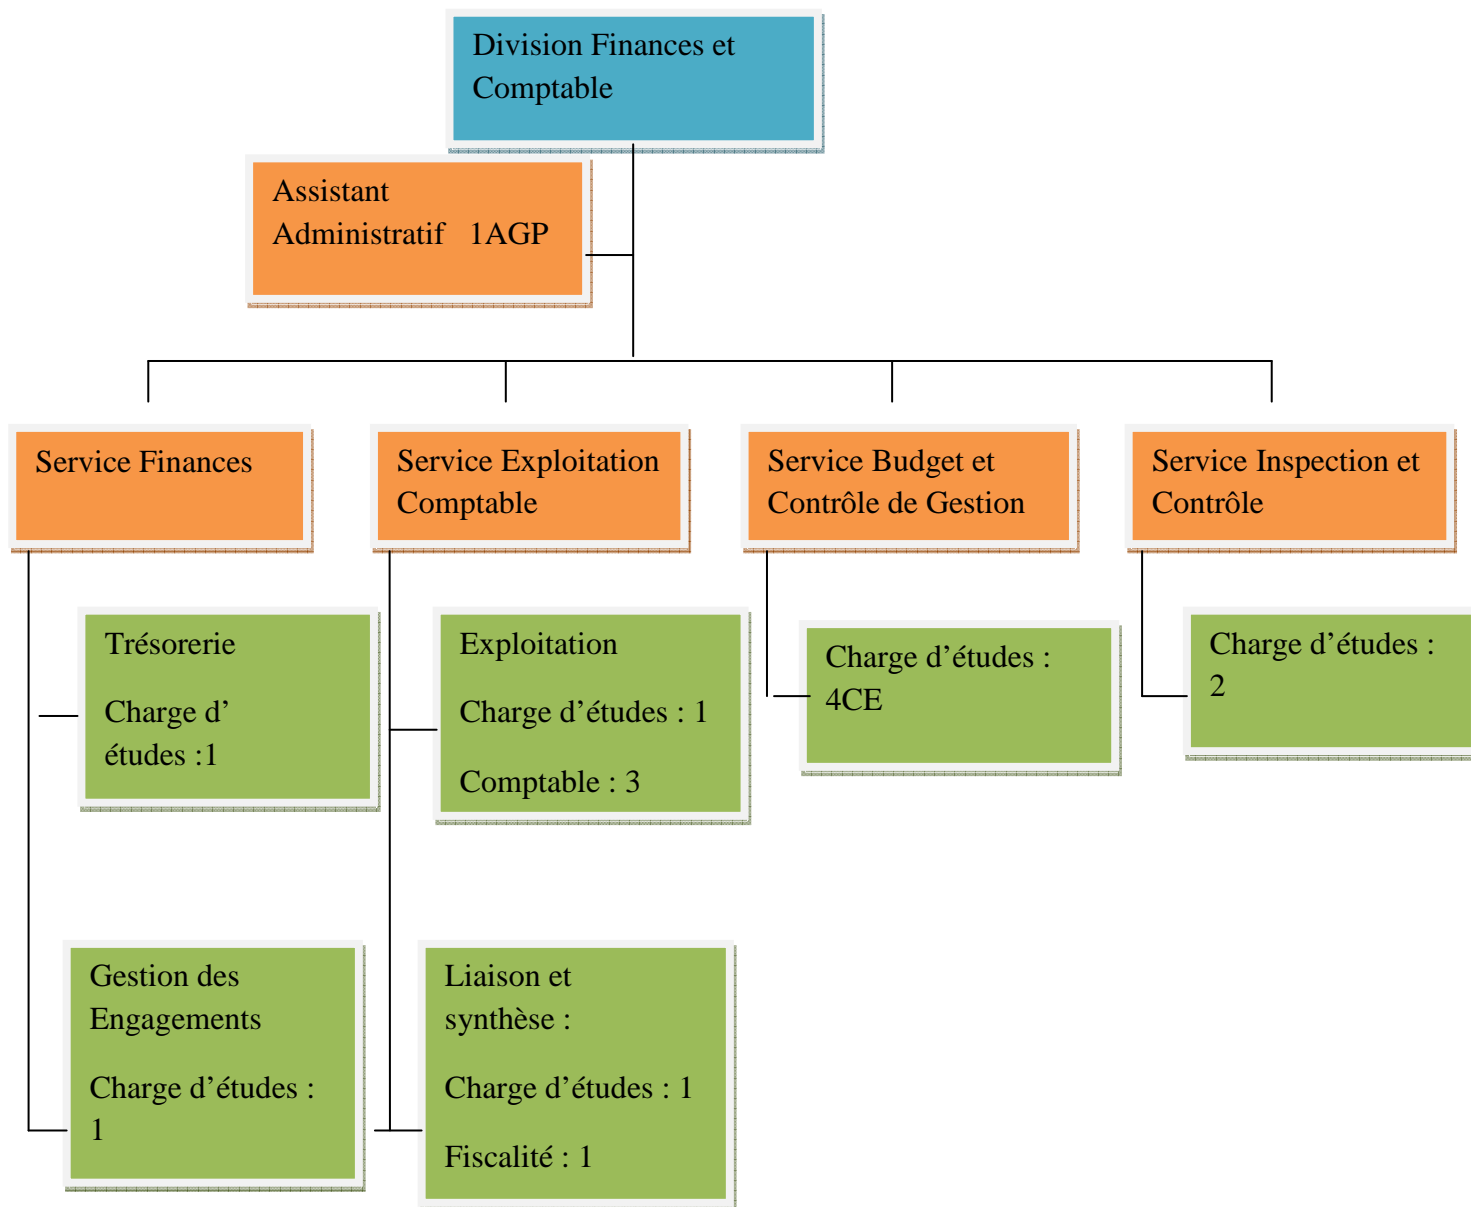 Division Finances et
Comptable
Assistant
Administratif 1AGP
Service Finances
Service Exploitation
Comptable
Service Budget et
Contrôle de Gestion
Service Inspection et
Contrôle
Trésorerie
Charge d’
études :1
Exploitation
Charge d’études : 1
Comptable : 3
Charge d’études :
4CE
Charge d’études :
2
Gestion des
Engagements
Charge d’études :
1
Liaison et
synthèse :
Charge d’études : 1
Fiscalité : 1